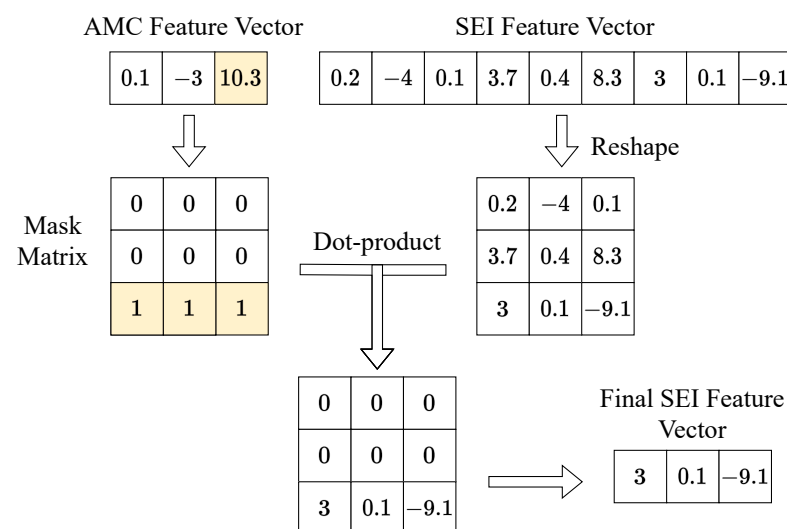 AMC Feature Vector
SEI Feature Vector
0.1 −3 10.3
0.2 −4 0.1 3.7 0.4 8.3 3 0.1 −9.1
Reshape
Mask
Matrix
0 0 0
0 0 0
1 1 1
0.2 −4 0.1
3.7 0.4 8.3
3 0.1 −9.1
Dot-product
0 0 0
0 0 0
3 0.1 −9.1
Final SEI Feature
Vector
3 0.1 −9.1